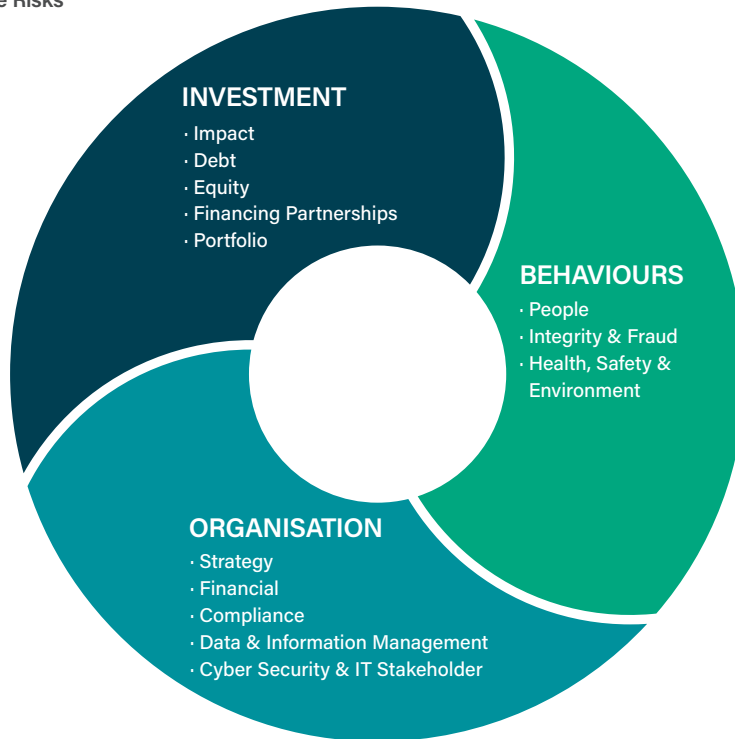 e Risks
INVESTMENT
· Impact
· Debt
· Equity
· Financing Partnerships
· Portfolio
BEHAVIOURS
· People
· Integrity & Fraud
· Health, Safety &
Environment
ORGANISATION
· Strategy
· Financial
· Compliance
· Data & Information Management
· Cyber Security & IT Stakeholder